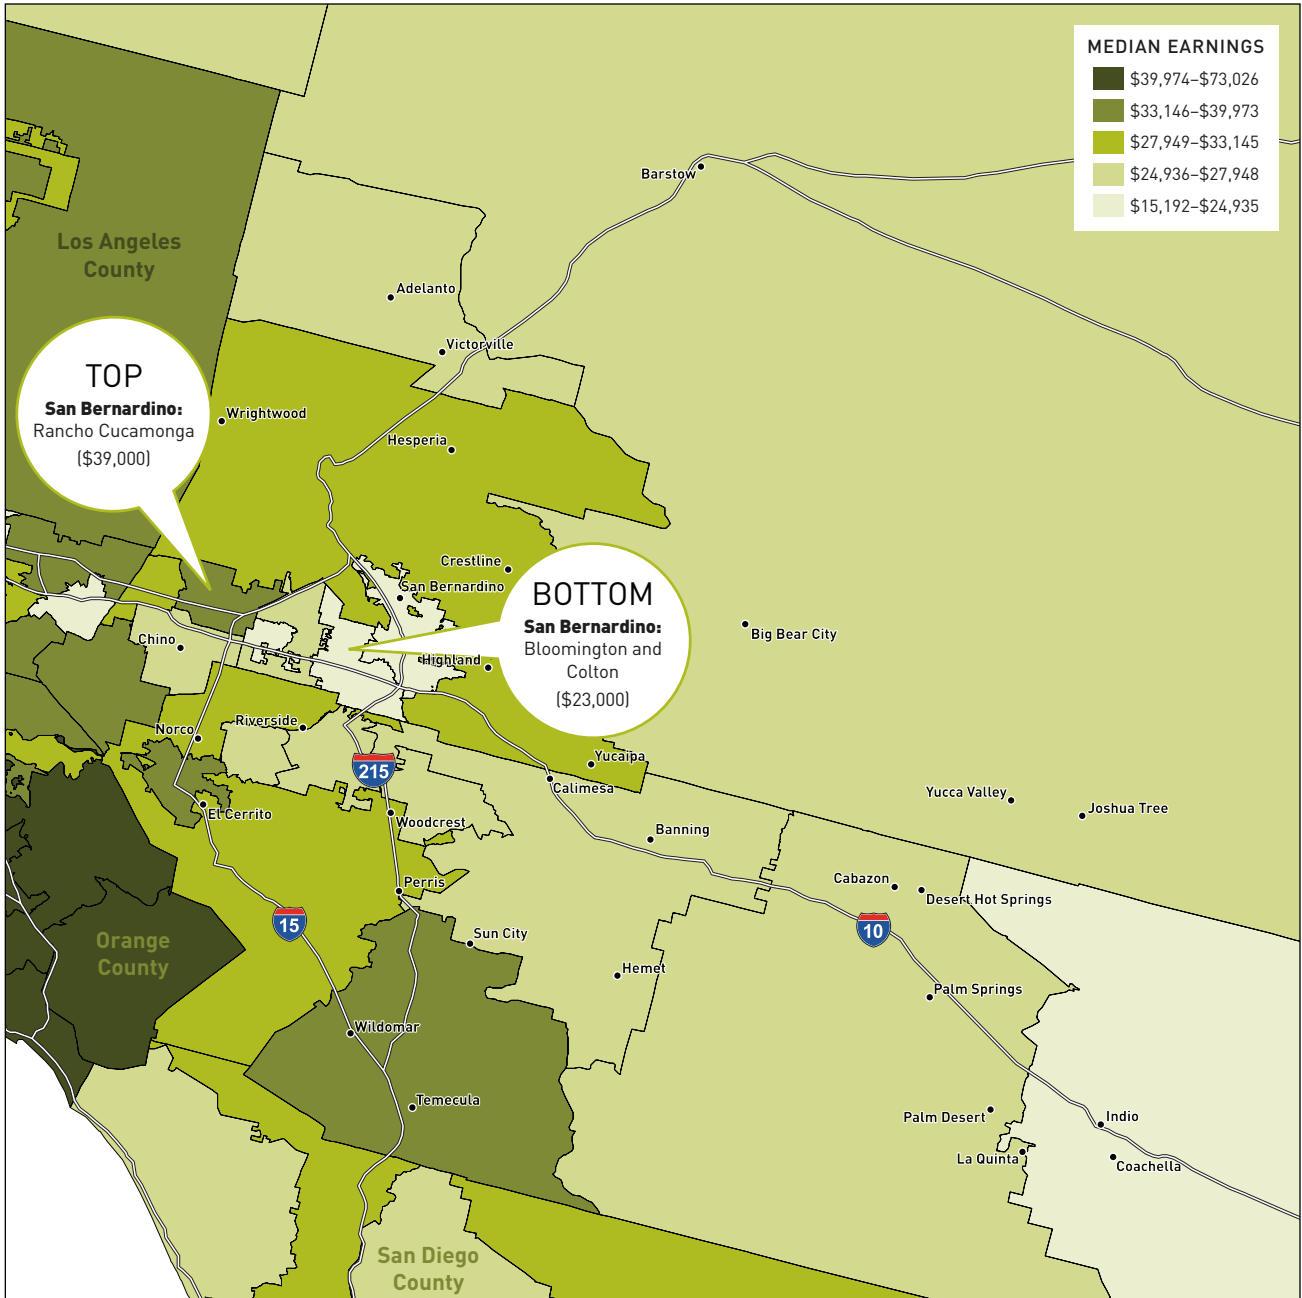 MEDIAN EARNINGS
$39,974–$73,026
$33,146–$39,973
$27,949–$33,145
$24,936–$27,948
$15,192–$24,935
Barstow
Los Angeles
County
Adelanto
Victorville
TOP
San Bernardino:
Rancho Cucamonga
($39,000)
Wrightwood
Hesperia
Crestline
San Bernardino
BOTTOM
San Bernardino:
Bloomington and
Colton
($23,000)
Big Bear City
Chino
Highland
Norco
Riverside
215
Yucaipa
Calimesa
Yucca Valley
Joshua Tree
El Cerrito
Woodcrest
Banning
Perris
Cabazon
Desert Hot Springs
15
10
Orange
County
Sun City
Hemet
Palm Springs
Wildomar
Temecula
Palm Desert
Indio
La Quinta
Coachella
San Diego
County